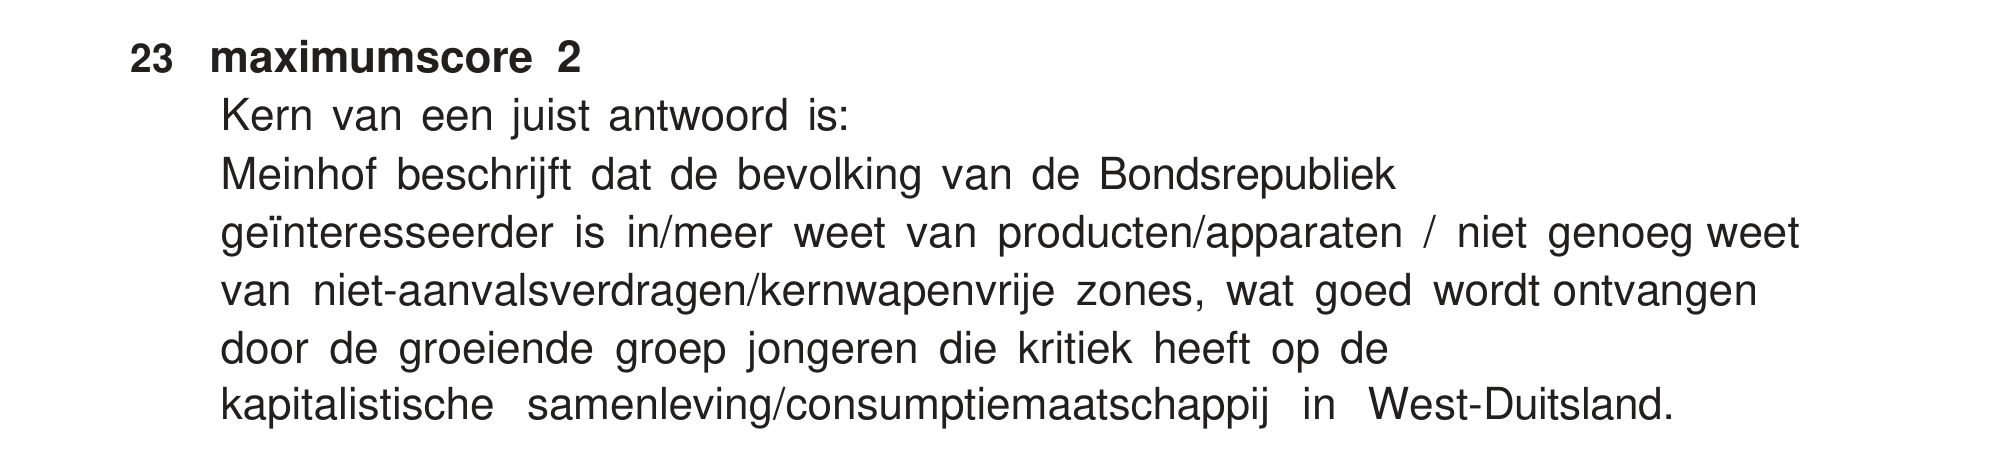 23 maximumscore 2
Kern van een juist antwoord is:
Meinhof beschrijft dat de bevolking van de Bondsrepubliek
geïnteresseerder is in/meer weet van producten/apparaten / niet genoeg weet
van niet-aanvalsverdragen/kernwapenvrije zones, wat goed wordt ontvangen
door de groeiende groep jongeren die kritiek heeft op de
kapitalistische samenleving/consumptiemaatschappij in West-Duitsland.